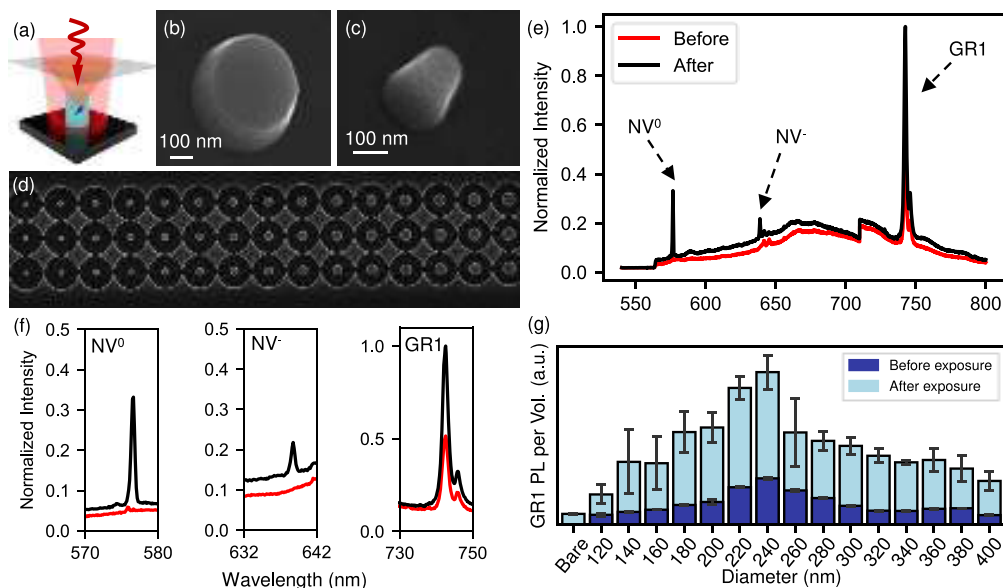 (a)
(b)
100 nm
(c)
100 nm
(d)
(e)
Before
After
GR1
NV⁰
NV⁻
Normalized Intensity
1.0
0.8
0.6
0.4
0.2
0.0
550
600
650
700
750
800
(f)
NV⁰
NV⁻
GR1
Normalized Intensity
0.5
0.4
0.3
0.2
0.1
0.0
570
580
0.5
0.4
0.3
0.2
0.1
0.0
632
642
1.0
0.5
0.0
730
750
Wavelength (nm)
(g)
Before exposure
After exposure
GR1 PL per Vol. (a.u.)
Bare
120
140
160
180
200
220
240
260
280
300
320
340
360
380
400
Diameter (nm)